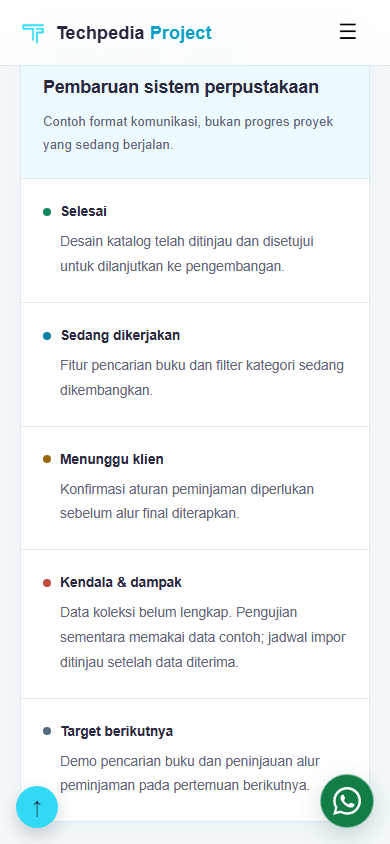 Techpedia Project
Pembaruan sistem perpustakaan
Contoh format komunikasi, bukan progres proyek
yang sedang berjalan.
Selesai
Desain katalog telah ditinjau dan disetujui
untuk dilanjutkan ke pengembangan.
Sedang dikerjakan
Fitur pencarian buku dan filter kategori sedang
dikembangkan.
Menunggu klien
Konfirmasi aturan peminjaman diperlukan
sebelum alur final diterapkan.
Kendala & dampak
Data koleksi belum lengkap. Pengujian
sementara memakai data contoh; jadwal impor
ditinjau setelah data diterima.
Target berikutnya
Demo pencarian buku dan peninjauan alur
peminjaman pada pertemuan berikutnya.